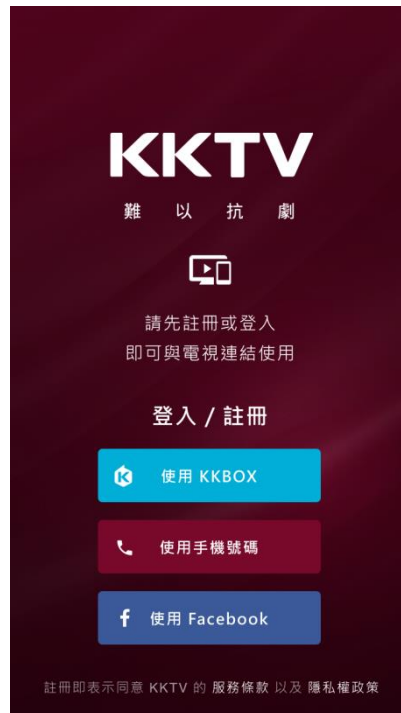 KKTV
難以抗劇
請先註冊或登入
即可與電視連結使用
登入 / 註冊
使用 KKBOX
使用手機號碼
使用 Facebook
註冊即表示同意 KKTV 的 服務條款 以及 隱私權政策